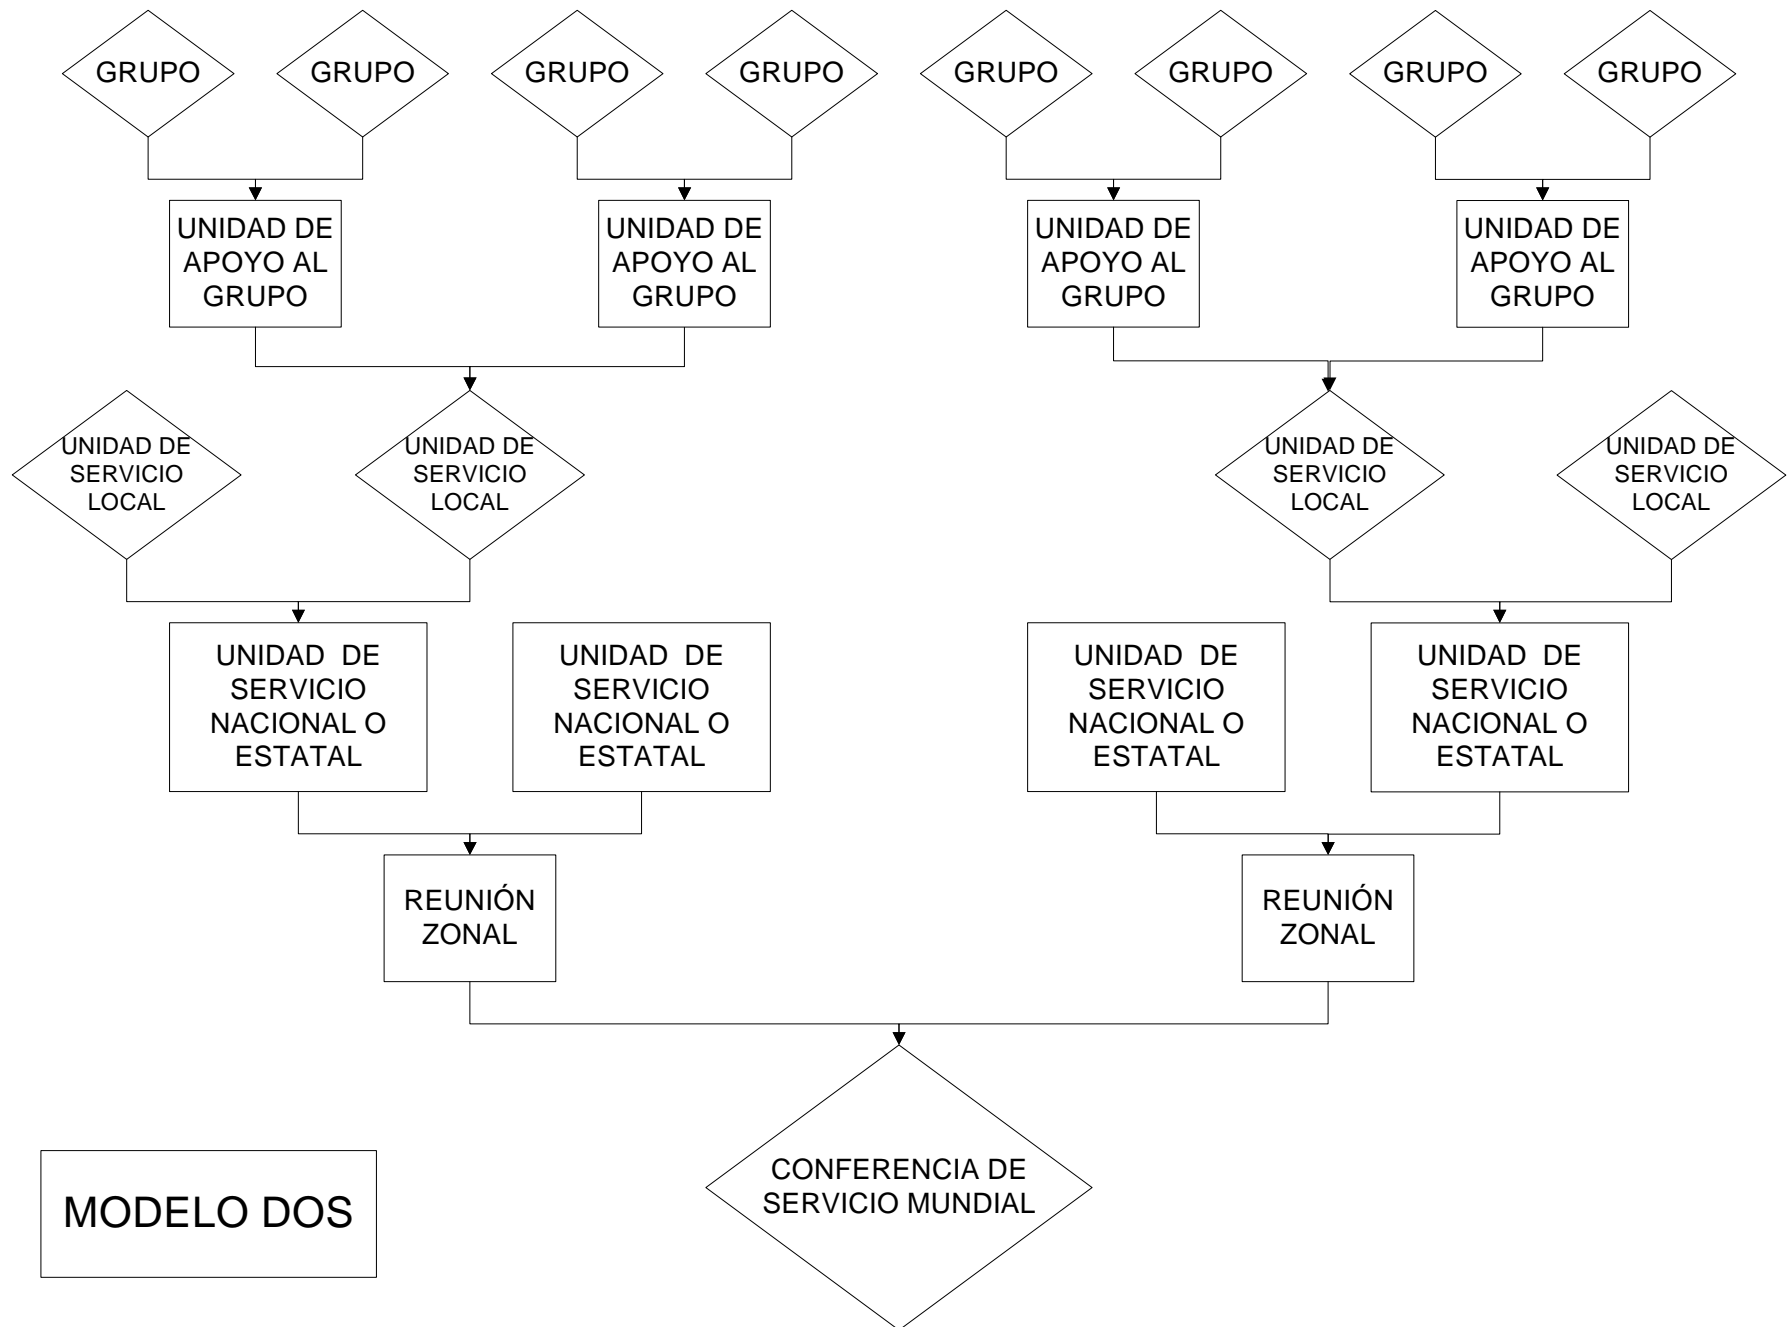 GRUPO
GRUPO
GRUPO
GRUPO
GRUPO
GRUPO
GRUPO
GRUPO
UNIDAD DE
APOYO AL
GRUPO
UNIDAD DE
APOYO AL
GRUPO
UNIDAD DE
APOYO AL
GRUPO
UNIDAD DE
APOYO AL
GRUPO
UNIDAD DE
SERVICIO
LOCAL
UNIDAD DE
SERVICIO
LOCAL
UNIDAD DE
SERVICIO
LOCAL
UNIDAD DE
SERVICIO
LOCAL
UNIDAD DE
SERVICIO
NACIONAL O
ESTATAL
UNIDAD DE
SERVICIO
NACIONAL O
ESTATAL
UNIDAD DE
SERVICIO
NACIONAL O
ESTATAL
UNIDAD DE
SERVICIO
NACIONAL O
ESTATAL
REUNIÓN
ZONAL
REUNIÓN
ZONAL
CONFERENCIA DE
SERVICIO MUNDIAL
MODELO DOS